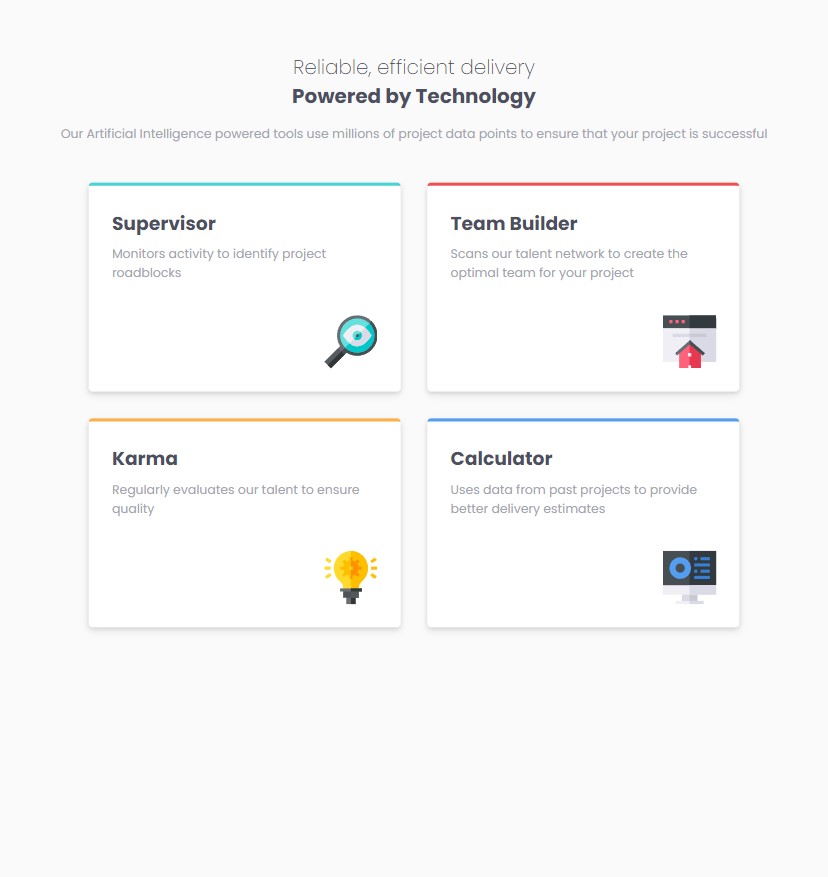 Reliable, efficient delivery
Powered by Technology
Our Artificial Intelligence powered tools use millions of project data points to ensure that your project is successful
Supervisor
Monitors activity to identify project
roadblocks
Team Builder
Scans our talent network to create the
optimal team for your project
Karma
Regularly evaluates our talent to ensure
quality
Calculator
Uses data from past projects to provide
better delivery estimates